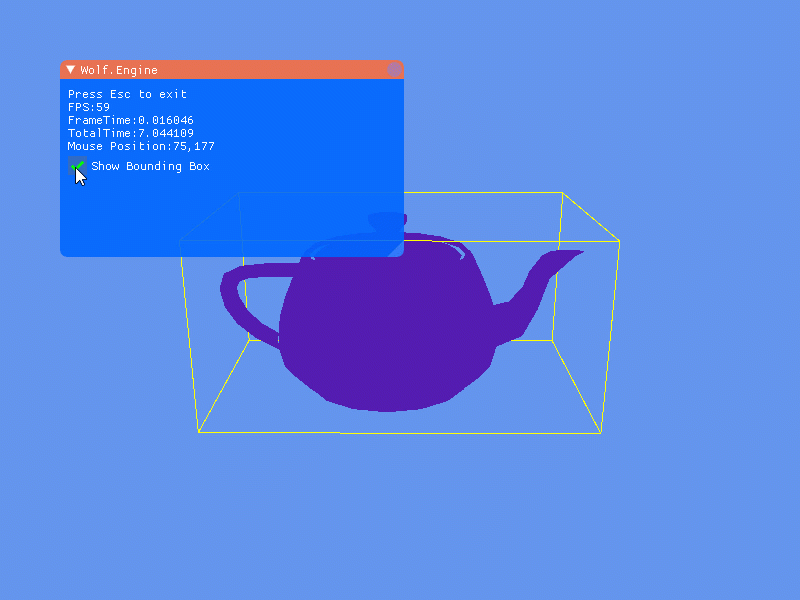 Wolf.Engine
Press Esc to exit
FPS:59
FrameTime:0.016046
TotalTime:7.044109
Mouse Position:75,177
Show Bounding Box